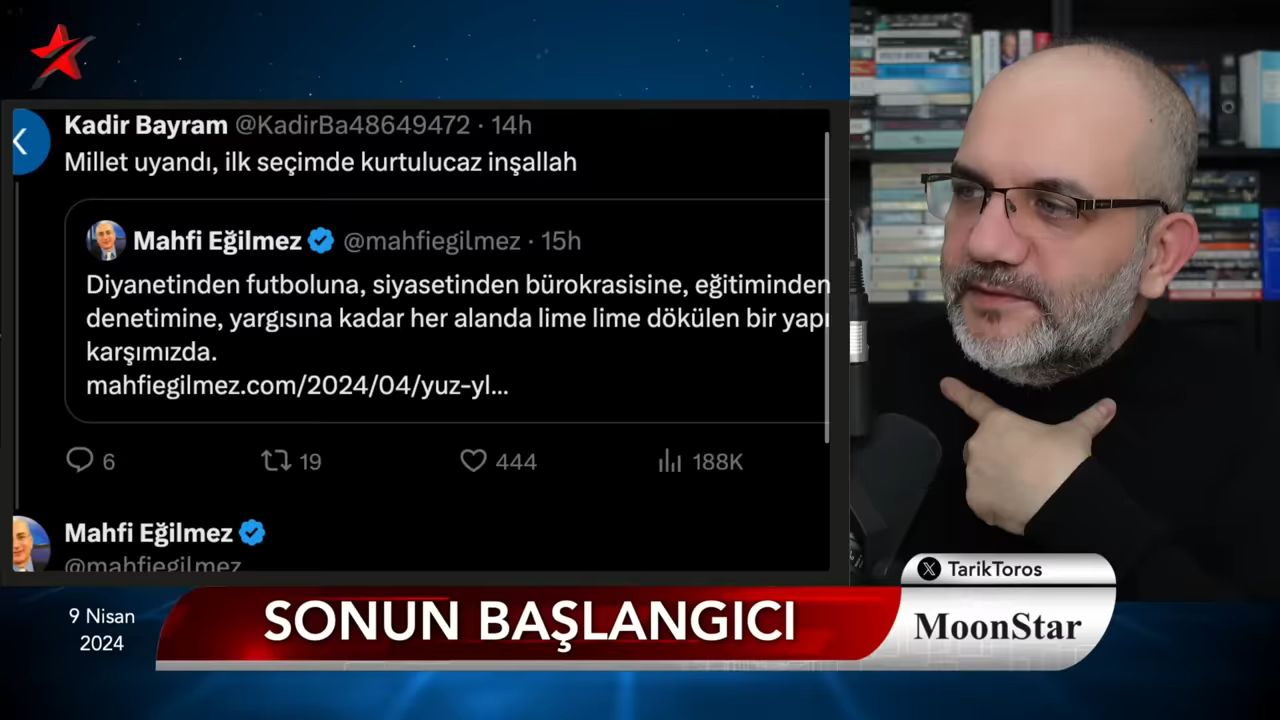 Kadir Bayram @KadirBa48649472 · 14h
Millet uyandı, ilk seçimde kurtulucaz inşallah
Mahfi Eğilmez @mahfiegilmez · 15h
Diyanetinden futboluna, siyasetinden bürokrasisine, eğitiminden
denetimine, yargısına kadar her alanda lime lime dökülen bir yapı
karşımızda.
mahfiegilmez.com/2024/04/yuz-yl...
6 19 444 188K
Mahfi Eğilmez
@mahfiegilmez
X TarikToros
9 Nisan
2024
SONUN BAŞLANGICI
MoonStar